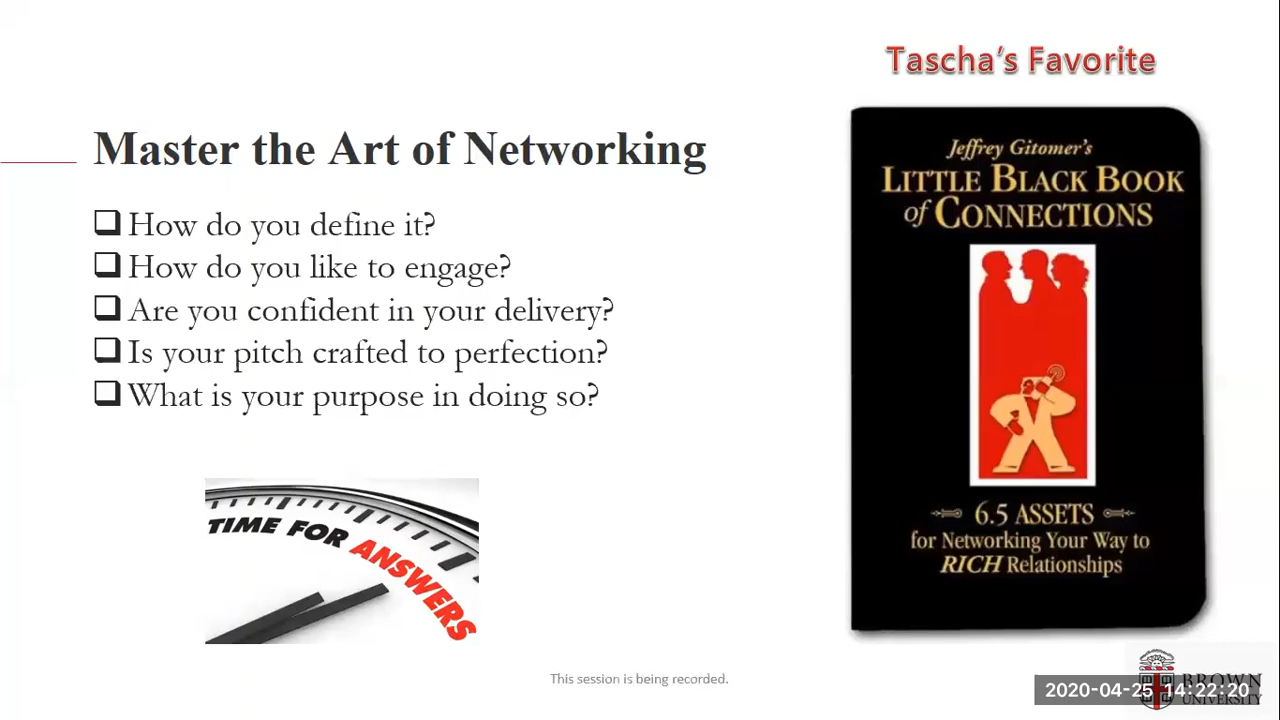 Tascha's Favorite
Master the Art of Networking
How do you define it?
How do you like to engage?
Are you confident in your delivery?
Is your pitch crafted to perfection?
What is your purpose in doing so?
TIME FOR ANSWERS
Jeffrey Gitomer's
LITTLE BLACK BOOK
of CONNECTIONS
6.5 ASSETS
for Networking Your Way to
RICH Relationships
This session is being recorded.
BROWN
UNIVERSITY
2020-04-25 14:22:20